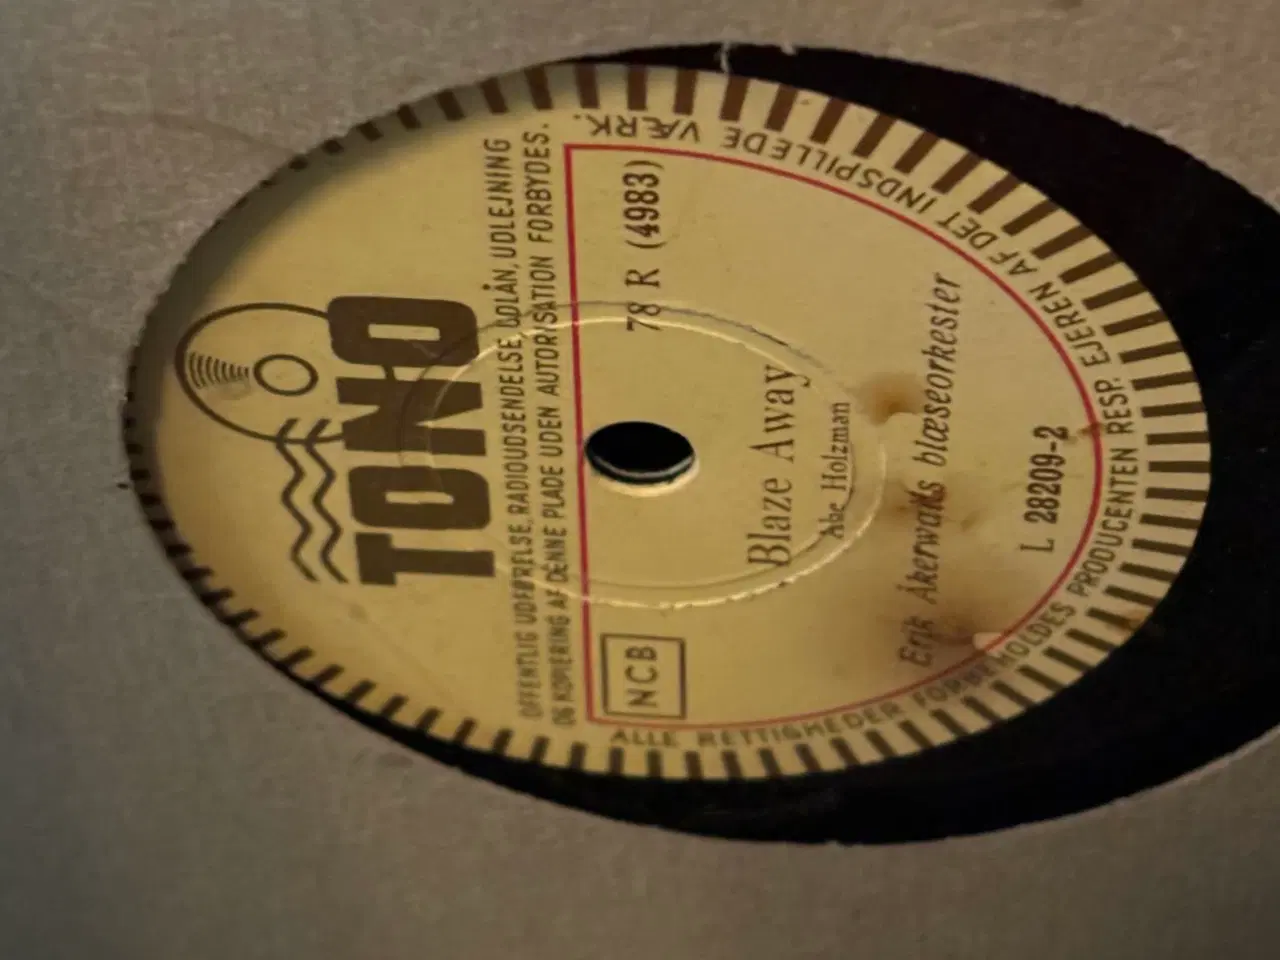 TONO
OFFENTLIG UDFØRELSE, RADIOUDSENDELSE, UDLÅN, UDLEJNING
OG KOPIERING AF DENNE PLADE UDEN AUTORISATION FORBYDES.
NCB
78 R (4983)
Blaze Away
Abe Holzman
Erik Åkerwalls blæseorkester
L 28209-2
ALLE RETTIGHEDER FORBEHOLDES PRODUCENTEN RESP. EJEREN AF DET INDSPILLEDE VÆRK.